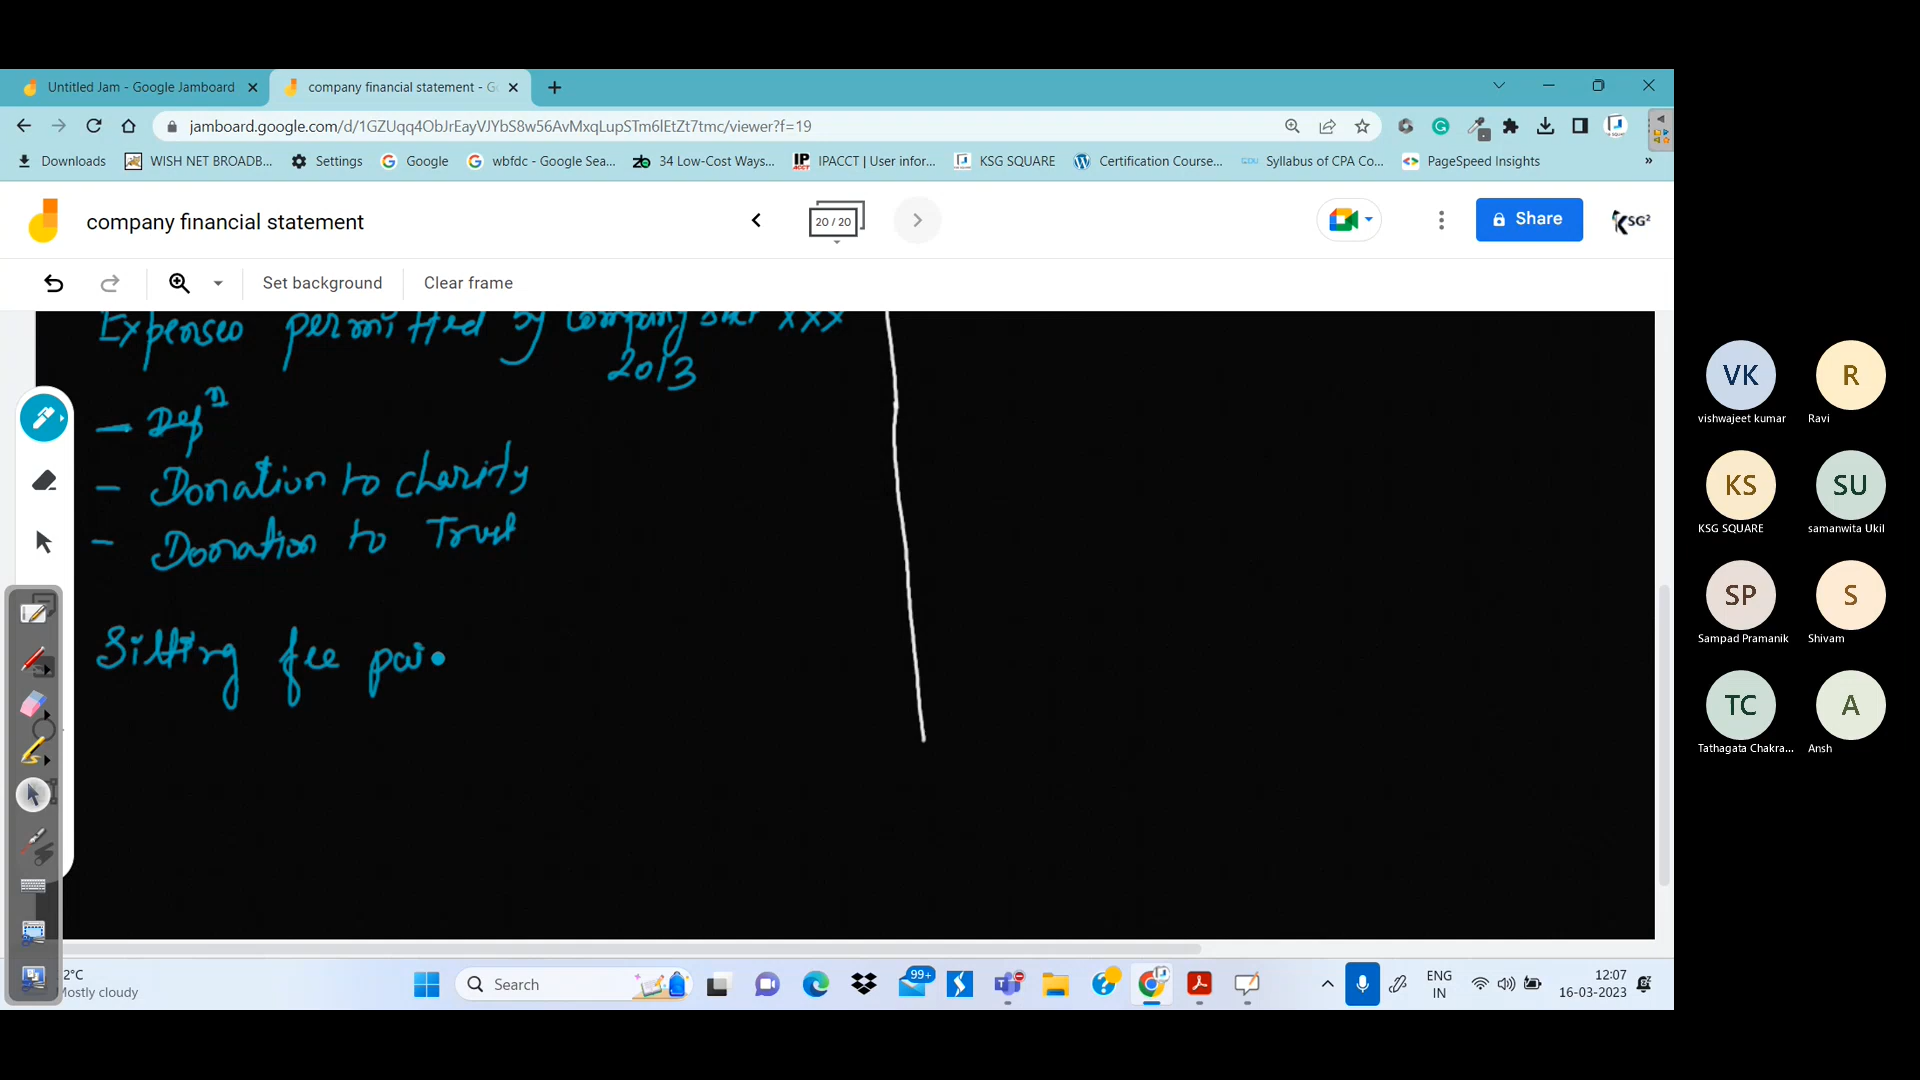 Untitled Jam - Google Jamboard
company financial statement - G
jamboard.google.com/d/1GZUqq4ObJrEayVJYbS8w56AvMxqLupSTm6lEtZt7tmc/viewer?f=19
Downloads WISH NET BROADB... Settings Google wbfdc - Google Sea... 34 Low-Cost Ways... IPACCT | User infor... KSG SQUARE Certification Course... Syllabus of CPA Co... PageSpeed Insights »
company financial statement
20 / 20
Share
KSG²
Set background
Clear frame
Expenses permitted by Company XXX
2013
- Depn
- Donation to charity
- Donation to Trust
Sitting fee pai
VK
vishwajeet kumar
R
Ravi
KS
KSG SQUARE
SU
samanwita Ukil
SP
Sampad Pramanik
S
Shivam
TC
Tathagata Chakra...
A
Ansh
2°C
Mostly cloudy
Search
99+
ENG
IN
12:07
16-03-2023